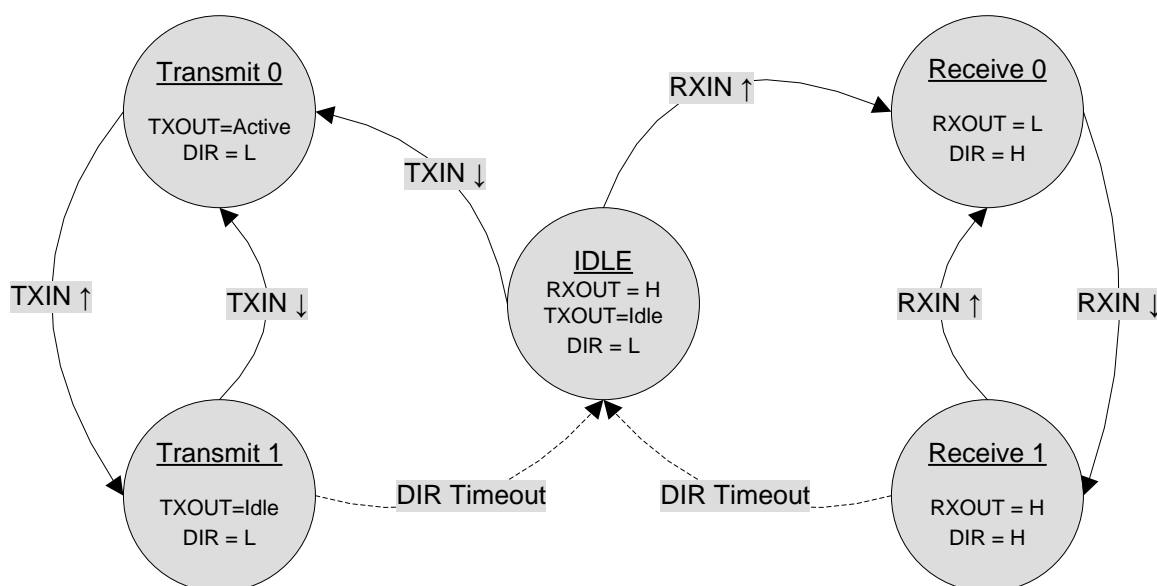 Transmit 0
TXOUT=Active
DIR = L
TXIN ↓
RXIN ↑
Receive 0
RXOUT = L
DIR = H
IDLE
RXOUT = H
TXOUT=Idle
DIR = L
TXIN ↑
TXIN ↓
RXIN ↑
RXIN ↓
Transmit 1
TXOUT=Idle
DIR = L
DIR Timeout
DIR Timeout
Receive 1
RXOUT = H
DIR = H